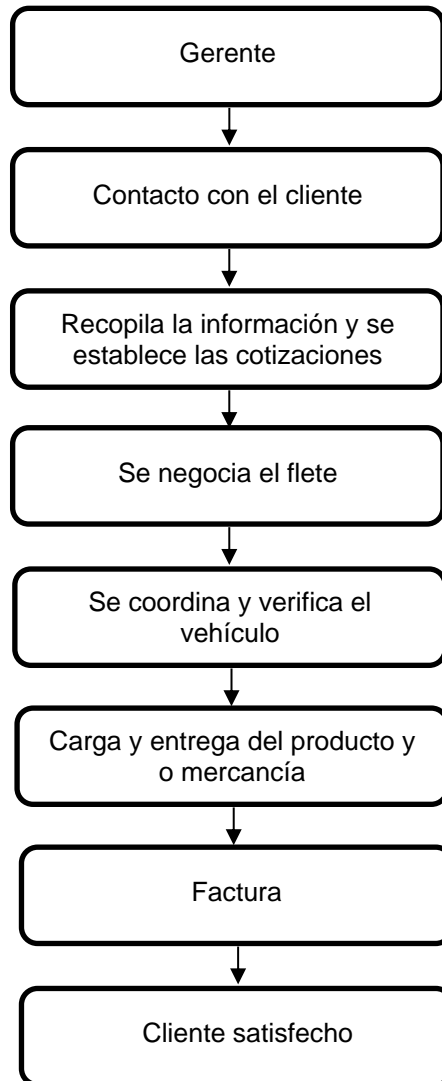 Gerente
Contacto con el cliente
Recopila la información y se
establece las cotizaciones
Se negocia el flete
Se coordina y verifica el
vehículo
Carga y entrega del producto y
o mercancía
Factura
Cliente satisfecho